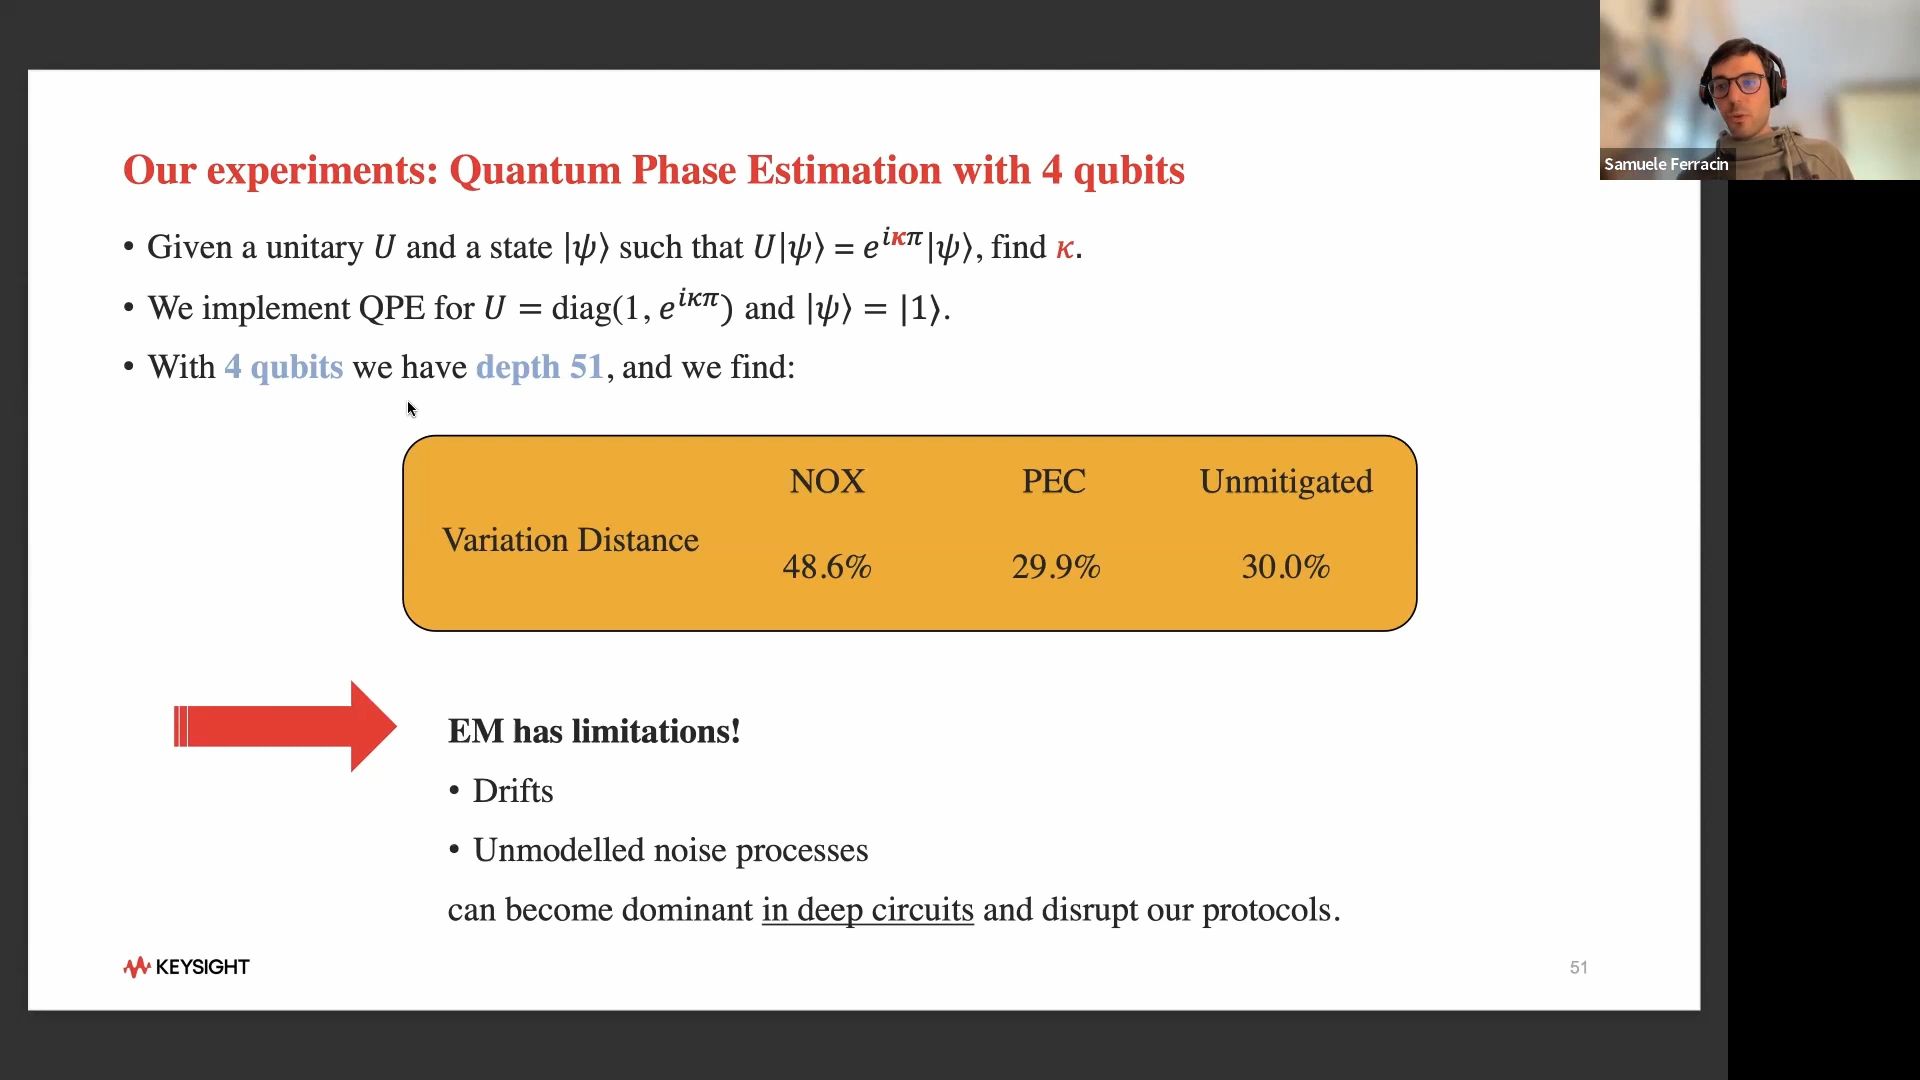 Samuele Ferracin
Our experiments: Quantum Phase Estimation with 4 qubits
• Given a unitary U and a state |ψ⟩ such that U|ψ⟩ = e^{iκπ}|ψ⟩, find κ.
• We implement QPE for U = diag(1, e^{iκπ}) and |ψ⟩ = |1⟩.
• With 4 qubits we have depth 51, and we find:
NOX PEC Unmitigated
Variation Distance
48.6% 29.9% 30.0%
EM has limitations!
• Drifts
• Unmodelled noise processes
can become dominant in deep circuits and disrupt our protocols.
KEYSIGHT
51